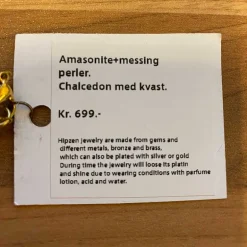 Amasonite+messing
perler.
Chalcedon med kvast.
Kr. 699.-
Hipzen jewelry are made from gems and
different metals, bronze and brass,
which can also be plated with silver or gold
During time the jewelry will loose its platin
and shine due to wearing conditions with perfume
lotion, acid and water.